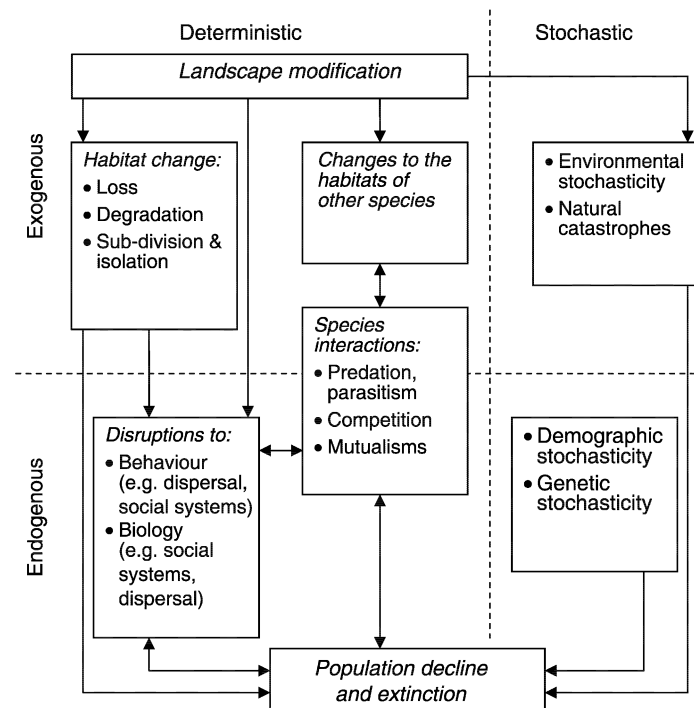 Deterministic
Stochastic
Landscape modification
Exogenous
Habitat change:
• Loss
• Degradation
• Sub-division &
isolation
Changes to the
habitats of
other species
• Environmental
stochasticity
• Natural
catastrophes
Species
interactions:
• Predation,
parasitism
• Competition
• Mutualisms
Endogenous
Disruptions to:
• Behaviour
(e.g. dispersal,
social systems)
• Biology
(e.g. social
systems,
dispersal)
• Demographic
stochasticity
• Genetic
stochasticity
Population decline
and extinction